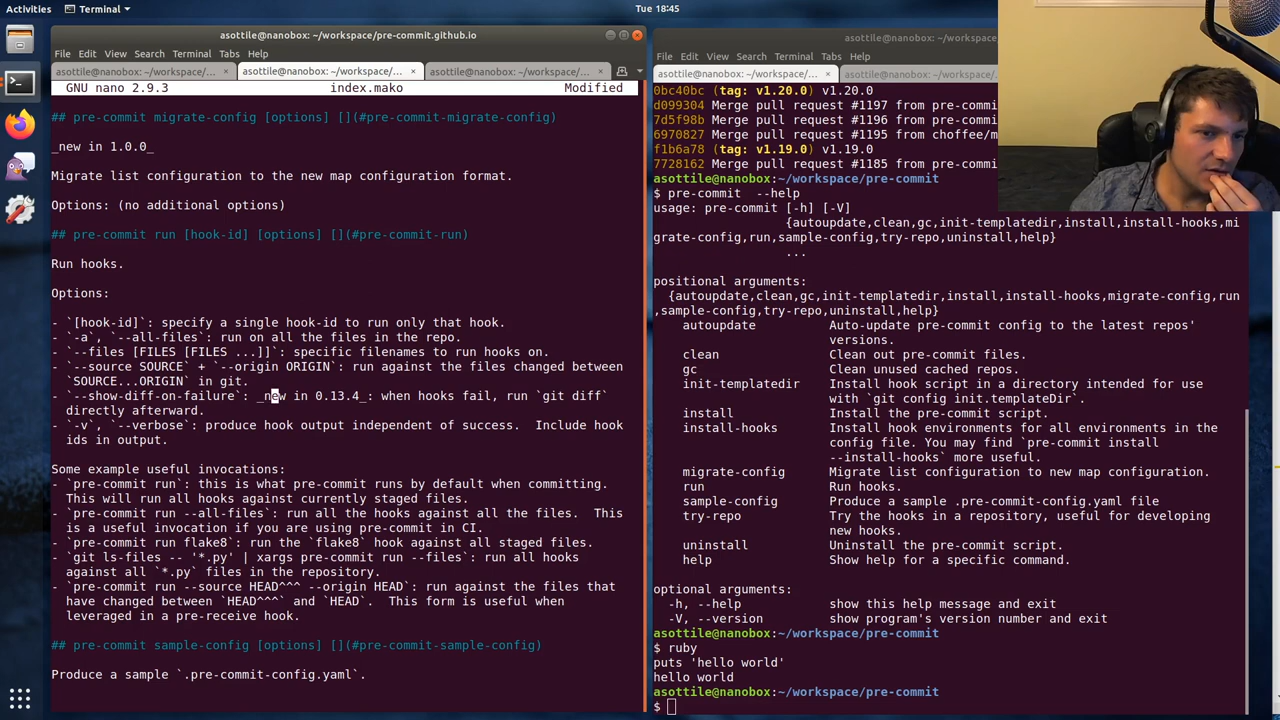 Activities
Terminal
Tue 18:45
asottile@nanobox: ~/workspace/pre-commit.github.io
File Edit View Search Terminal Tabs Help
asottile@nanobox: ~/workspace/... × asottile@nanobox: ~/workspace/... × asottile@nanobox: ~/workspace/... ×
GNU nano 2.9.3 index.mako Modified
## pre-commit migrate-config [options] [](#pre-commit-migrate-config)
_new in 1.0.0_
Migrate list configuration to the new map configuration format.
Options: (no additional options)
## pre-commit run [hook-id] [options] [](#pre-commit-run)
Run hooks.
Options:
- `[hook-id]`: specify a single hook-id to run only that hook.
- `-a`, `--all-files`: run on all the files in the repo.
- `--files [FILES [FILES ...]]`: specific filenames to run hooks on.
- `--source SOURCE` + `--origin ORIGIN`: run against the files changed between
`SOURCE...ORIGIN` in git.
- `--show-diff-on-failure`: _new in 0.13.4_: when hooks fail, run `git diff`
directly afterward.
- `-v`, `--verbose`: produce hook output independent of success.  Include hook
ids in output.
Some example useful invocations:
- `pre-commit run`: this is what pre-commit runs by default when committing.
This will run all hooks against currently staged files.
- `pre-commit run --all-files`: run all the hooks against all the files.  This
is a useful invocation if you are using pre-commit in CI.
- `pre-commit run flake8`: run the `flake8` hook against all staged files.
- `git ls-files -- '*.py' | xargs pre-commit run --files`: run all hooks
against all `*.py` files in the repository.
- `pre-commit run --source HEAD^^^ --origin HEAD`: run against the files that
have changed between `HEAD^^^` and `HEAD`.  This form is useful when
leveraged in a pre-receive hook.
## pre-commit sample-config [options] [](#pre-commit-sample-config)
Produce a sample `.pre-commit-config.yaml`.
asottile@nanobox: ~/workspace/pre-commit
File Edit View Search Terminal Tabs Help
asottile@nanobox: ~/workspace/pre-commit × asottile@nanobox: ~/workspace/
0bc40bc (tag: v1.20.0) v1.20.0
d099304 Merge pull request #1197 from pre-commi
7d5f98b Merge pull request #1196 from pre-commi
6970827 Merge pull request #1195 from choffee/m
f1b6a78 (tag: v1.19.0) v1.19.0
7728162 Merge pull request #1185 from pre-commi
asottile@nanobox:~/workspace/pre-commit
$ pre-commit  --help
usage: pre-commit [-h] [-V]
{autoupdate,clean,gc,init-templatedir,install,install-hooks,mi
grate-config,run,sample-config,try-repo,uninstall,help}
...
positional arguments:
{autoupdate,clean,gc,init-templatedir,install,install-hooks,migrate-config,run
,sample-config,try-repo,uninstall,help}
autoupdate Auto-update pre-commit config to the latest repos'
versions.
clean Clean out pre-commit files.
gc Clean unused cached repos.
init-templatedir Install hook script in a directory intended for use
with `git config init.templateDir`.
install Install the pre-commit script.
install-hooks Install hook environments for all environments in the
config file. You may find `pre-commit install
--install-hooks` more useful.
migrate-config Migrate list configuration to new map configuration.
run Run hooks.
sample-config Produce a sample .pre-commit-config.yaml file
try-repo Try the hooks in a repository, useful for developing
new hooks.
uninstall Uninstall the pre-commit script.
help Show help for a specific command.
optional arguments:
-h, --help show this help message and exit
-V, --version show program's version number and exit
asottile@nanobox:~/workspace/pre-commit
$ ruby
puts 'hello world'
hello world
asottile@nanobox:~/workspace/pre-commit
$